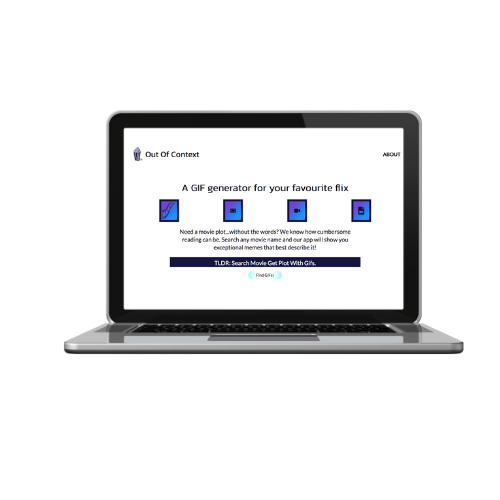 Out Of Context
ABOUT
A GIF generator for your favourite flix
Need a movie plot...without the words? We know how cumbersome
reading can be. Search any movie name and our app will show you
exceptional memes that best describe it!
TLDR: Search Movie Get Plot With Gifs.
Find GIFs!